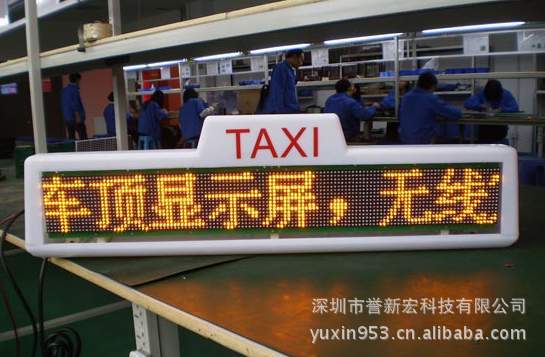 TAXI
车顶显示屏，无线
深圳市誉新宏科技有限公司
yuxin953.cn.alibaba.com